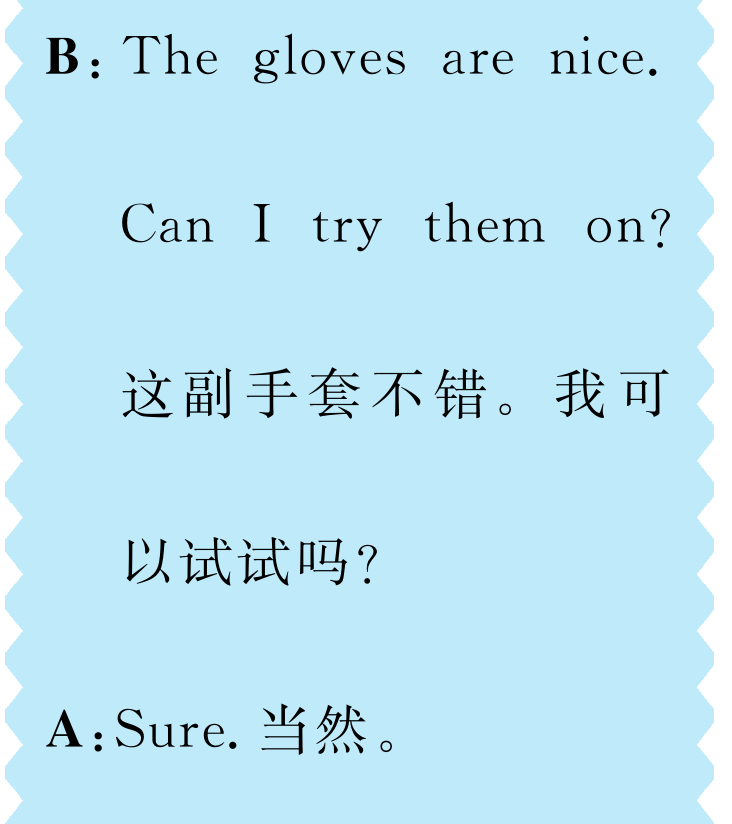 B: The gloves are nice.
Can I try them on?
这副手套不错。我可
以试试吗？
A:Sure. 当然。